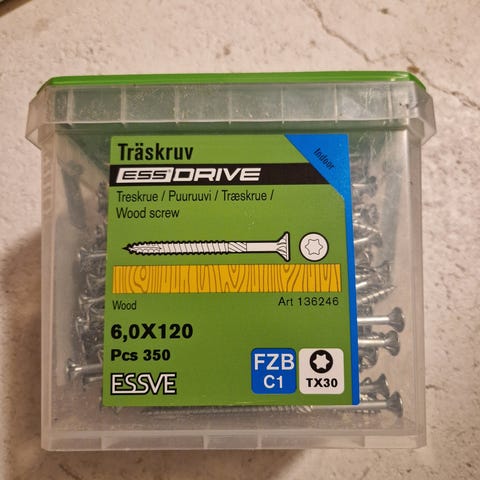 Träskruv
Indoor
ESSDRIVE
Treskrue / Puuruuvi / Træskrue /
Wood screw
Wood
Art 136246
6,0X120
Pcs 350
ESSVE
FZB
C1
TX30